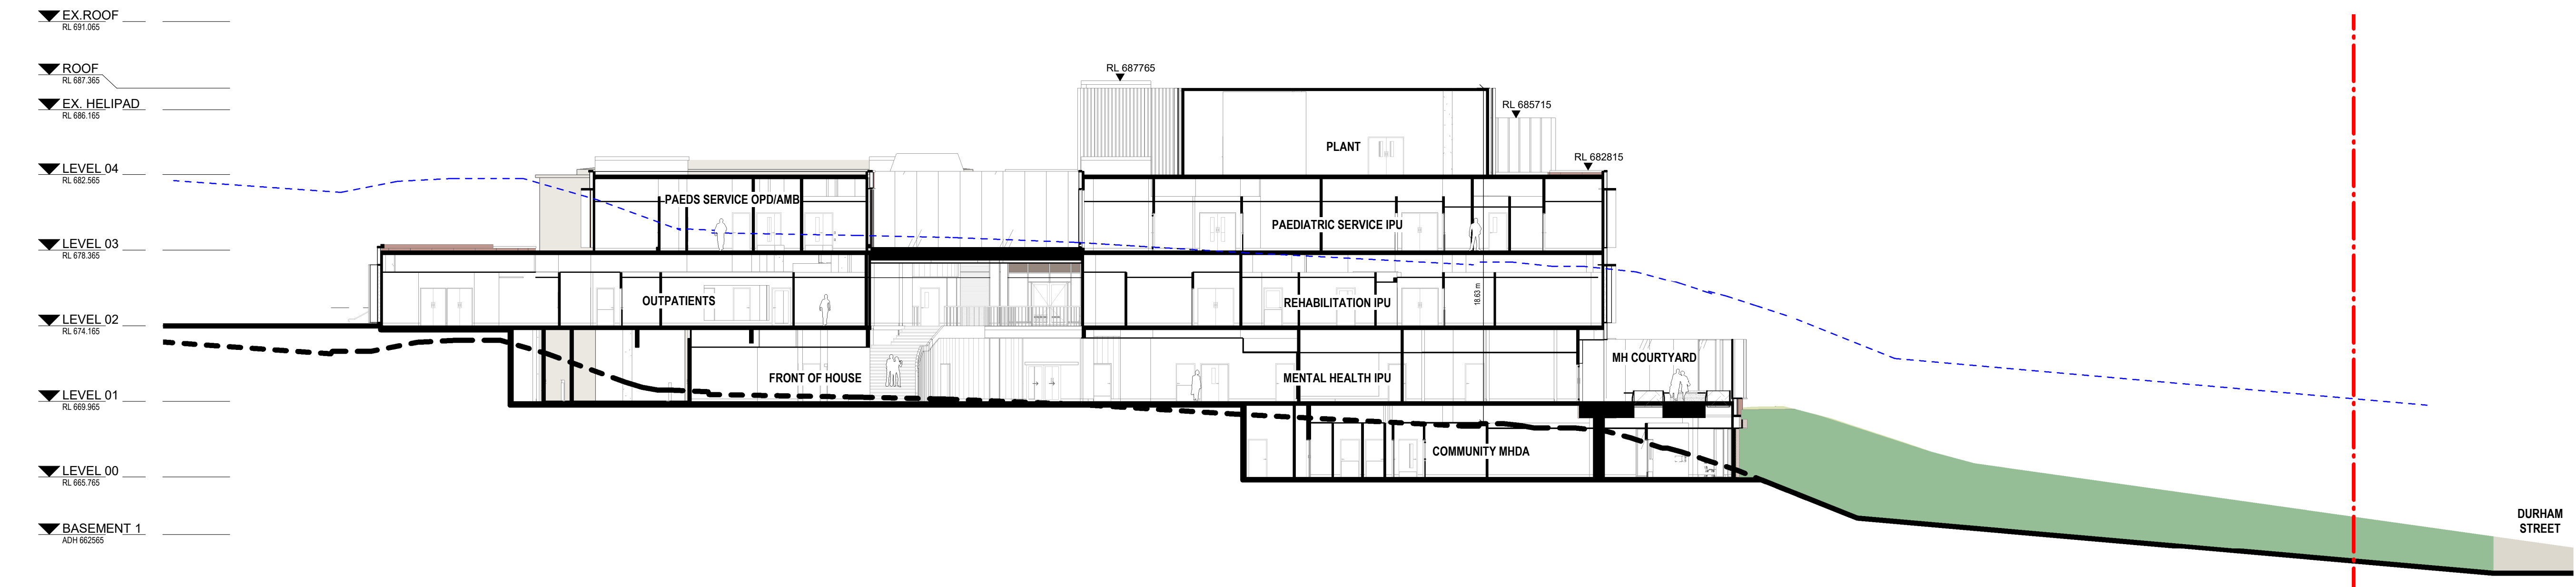 EX.ROOF
RL 691.065
ROOF
RL 687.365
EX. HELIPAD
RL 686.165
LEVEL 04
RL 682.565
LEVEL 03
RL 678.365
LEVEL 02
RL 674.165
LEVEL 01
RL 669.965
LEVEL 00
RL 665.765
BASEMENT 1
ADH 662565
RL 687765
RL 685715
RL 682815
PLANT
PAEDS SERVICE OPD/AMB
PAEDIATRIC SERVICE IPU
OUTPATIENTS
REHABILITATION IPU
18.63 m
FRONT OF HOUSE
MENTAL HEALTH IPU
MH COURTYARD
COMMUNITY MHDA
DURHAM
STREET